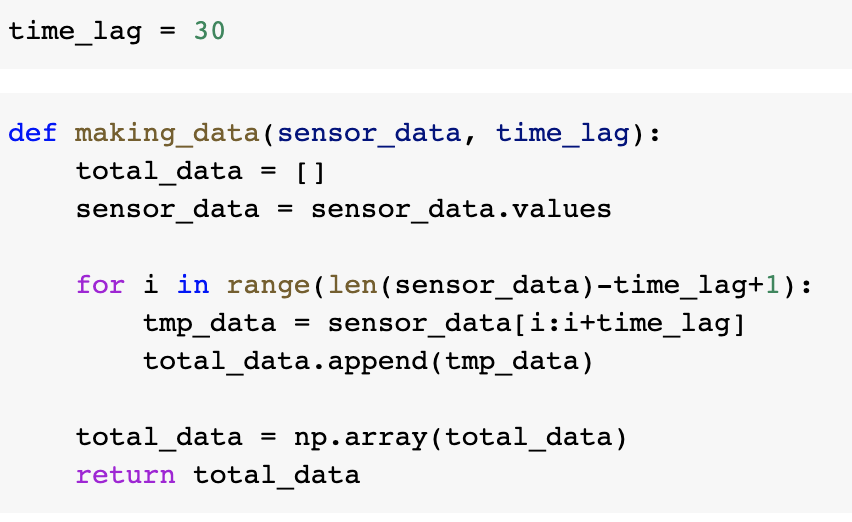 time_lag = 30
def making_data(sensor_data, time_lag):
    total_data = []
    sensor_data = sensor_data.values
    for i in range(len(sensor_data)-time_lag+1):
        tmp_data = sensor_data[i:i+time_lag]
        total_data.append(tmp_data)
    total_data = np.array(total_data)
    return total_data